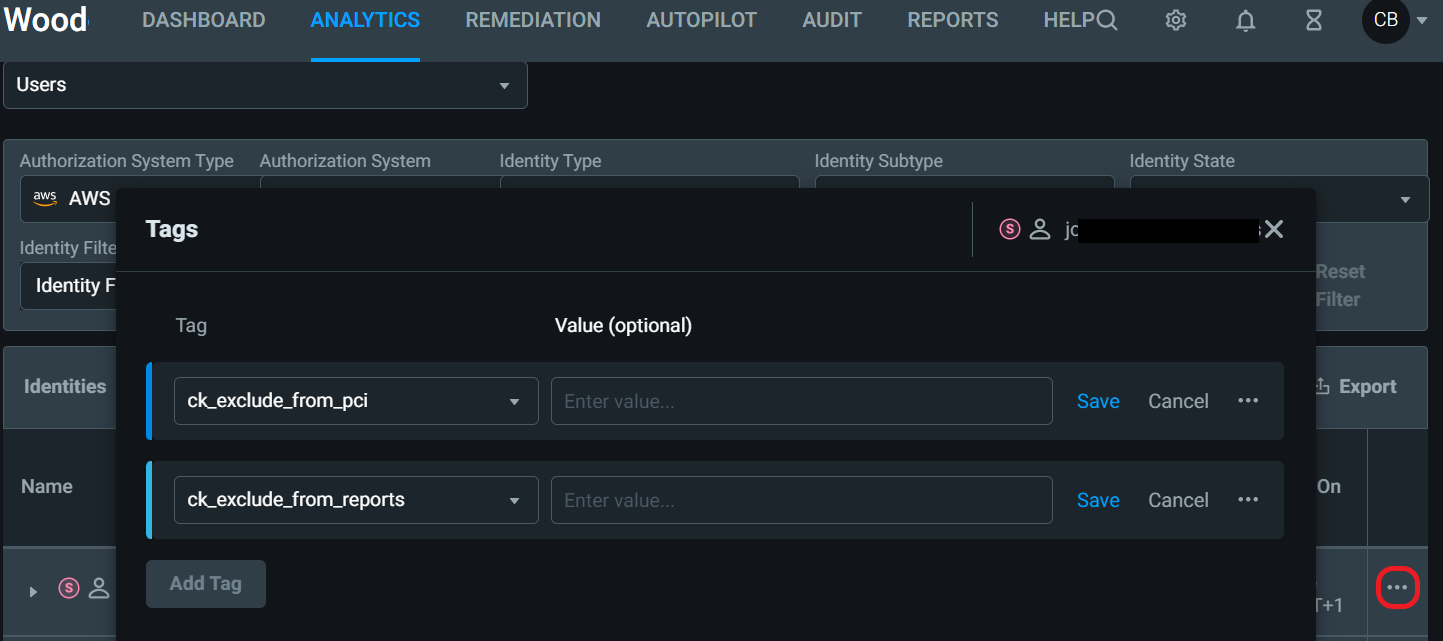 Wood DASHBOARD ANALYTICS REMEDIATION AUTOPILOT AUDIT REPORTS HELP CB
Users
Authorization System Type Authorization System Identity Type Identity Subtype Identity State
aws AWS
Tags
S jc
Identity Filte
Identity F
Reset
Filter
Tag Value (optional)
Identities
Export
ck_exclude_from_pci Enter value... Save Cancel
Name
On
ck_exclude_from_reports Enter value... Save Cancel
Add Tag
S
T+1